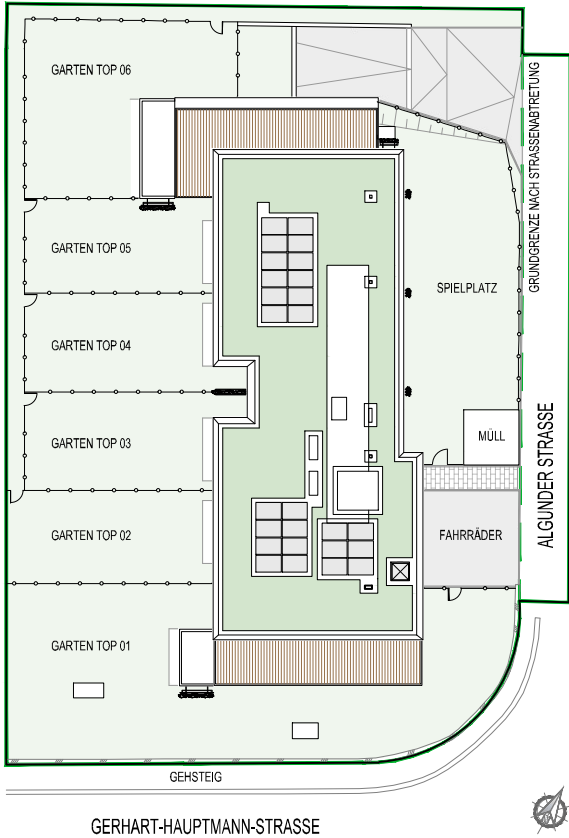 GARTEN TOP 06
GRUNDGRENZE NACH STRASSENABTRETUNG
GARTEN TOP 05
SPIELPLATZ
GARTEN TOP 04
GARTEN TOP 03
MÜLL
ALGUNDER STRASSE
GARTEN TOP 02
FAHRRÄDER
GARTEN TOP 01
GEHSTEIG
GERHART-HAUPTMANN-STRASSE